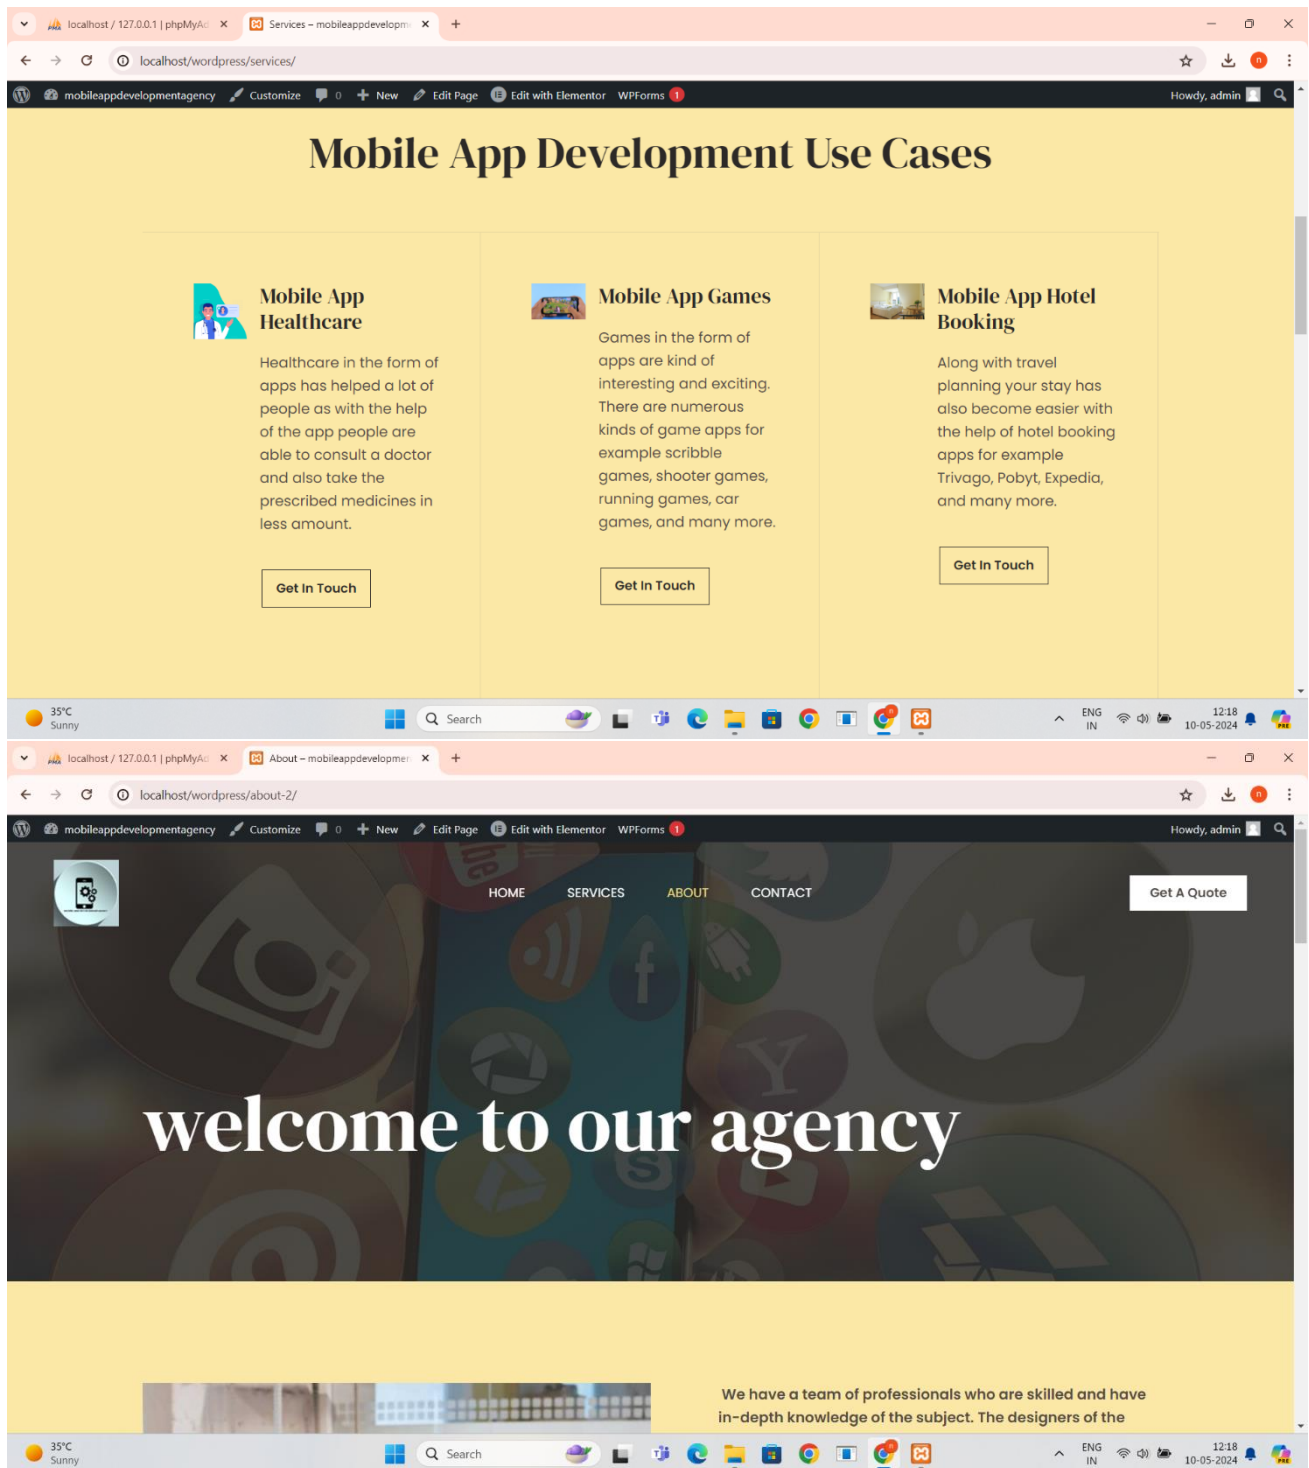 localhost / 127.0.0.1 | phpMyAd
Services – mobileappdevelopm
localhost/wordpress/services/
mobileappdevelopmentagency Customize 0 New Edit Page Edit with Elementor WPForms 1 Howdy, admin
Mobile App Development Use Cases
Mobile App
Healthcare
Healthcare in the form of
apps has helped a lot of
people as with the help
of the app people are
able to consult a doctor
and also take the
prescribed medicines in
less amount.
Get In Touch
Mobile App Games
Games in the form of
apps are kind of
interesting and exciting.
There are numerous
kinds of game apps for
example scribble
games, shooter games,
running games, car
games, and many more.
Get In Touch
Mobile App Hotel
Booking
Along with travel
planning your stay has
also become easier with
the help of hotel booking
apps for example
Trivago, Pobyt, Expedia,
and many more.
Get In Touch
35°C
Sunny
Search
ENG
IN
12:18
10-05-2024
localhost / 127.0.0.1 | phpMyAd
About – mobileappdevelopmen
localhost/wordpress/about-2/
mobileappdevelopmentagency Customize 0 New Edit Page Edit with Elementor WPForms 1 Howdy, admin
HOME SERVICES ABOUT CONTACT
Get A Quote
welcome to our agency
We have a team of professionals who are skilled and have
in-depth knowledge of the subject. The designers of the
35°C
Sunny
Search
ENG
IN
12:18
10-05-2024